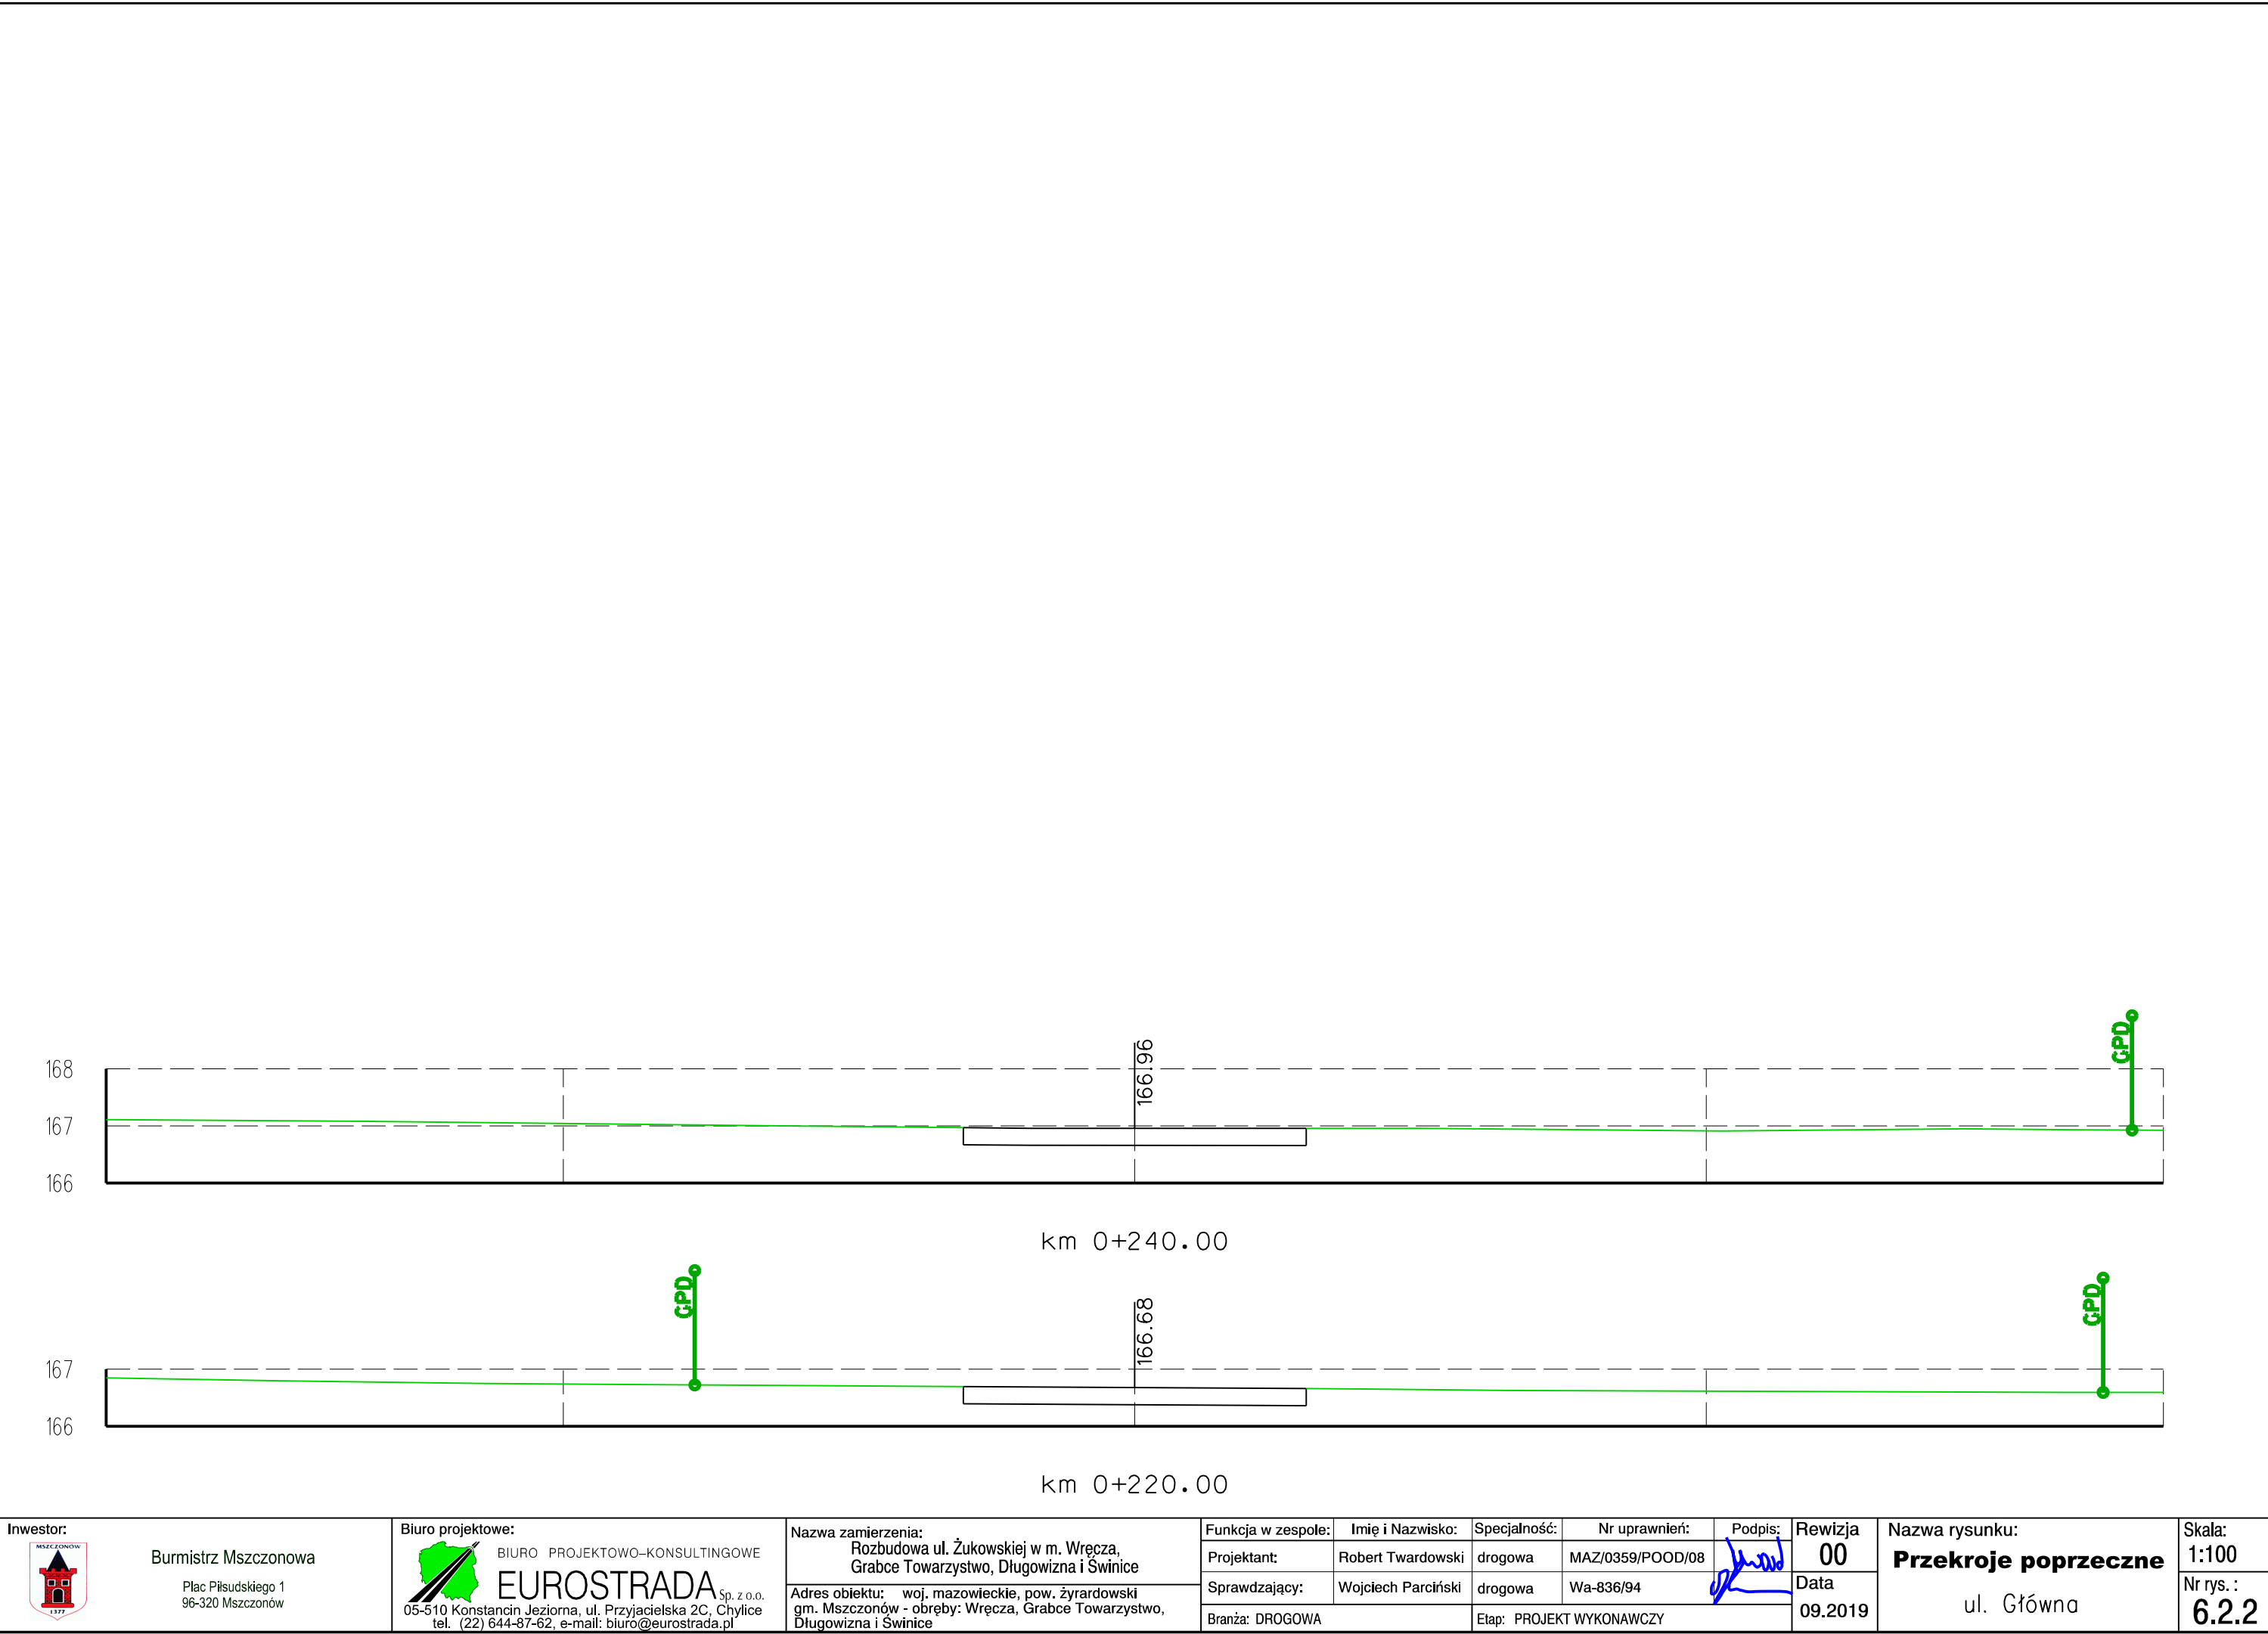 168
167
166
166.96
CPD
km 0+240.00
CPD
166.68
CPD
167
166
km 0+220.00
Inwestor:
MSZCZONÓW
1377
Burmistrz Mszczonowa
Plac Piłsudskiego 1
96-320 Mszczonów
Biuro projektowe:
BIURO PROJEKTOWO–KONSULTINGOWE
EUROSTRADA Sp. z o.o.
05-510 Konstancin Jeziorna, ul. Przyjacielska 2C, Chylice
tel. (22) 644-87-62, e-mail: biuro@eurostrada.pl
Nazwa zamierzenia:
Rozbudowa ul. Żukowskiej w m. Wręcza,
Grabce Towarzystwo, Długowizna i Świnice
Adres obiektu: woj. mazowieckie, pow. żyrardowski
gm. Mszczonów - obręby: Wręcza, Grabce Towarzystwo,
Długowizna i Świnice
Funkcja w zespole: Imię i Nazwisko: Specjalność: Nr uprawnień: Podpis:
Projektant: Robert Twardowski drogowa MAZ/0359/POOD/08
Sprawdzający: Wojciech Parciński drogowa Wa-836/94
Branża: DROGOWA Etap: PROJEKT WYKONAWCZY
Rewizja
00
Data
09.2019
Nazwa rysunku:
Przekroje poprzeczne
ul. Główna
Skala:
1:100
Nr rys. :
6.2.2